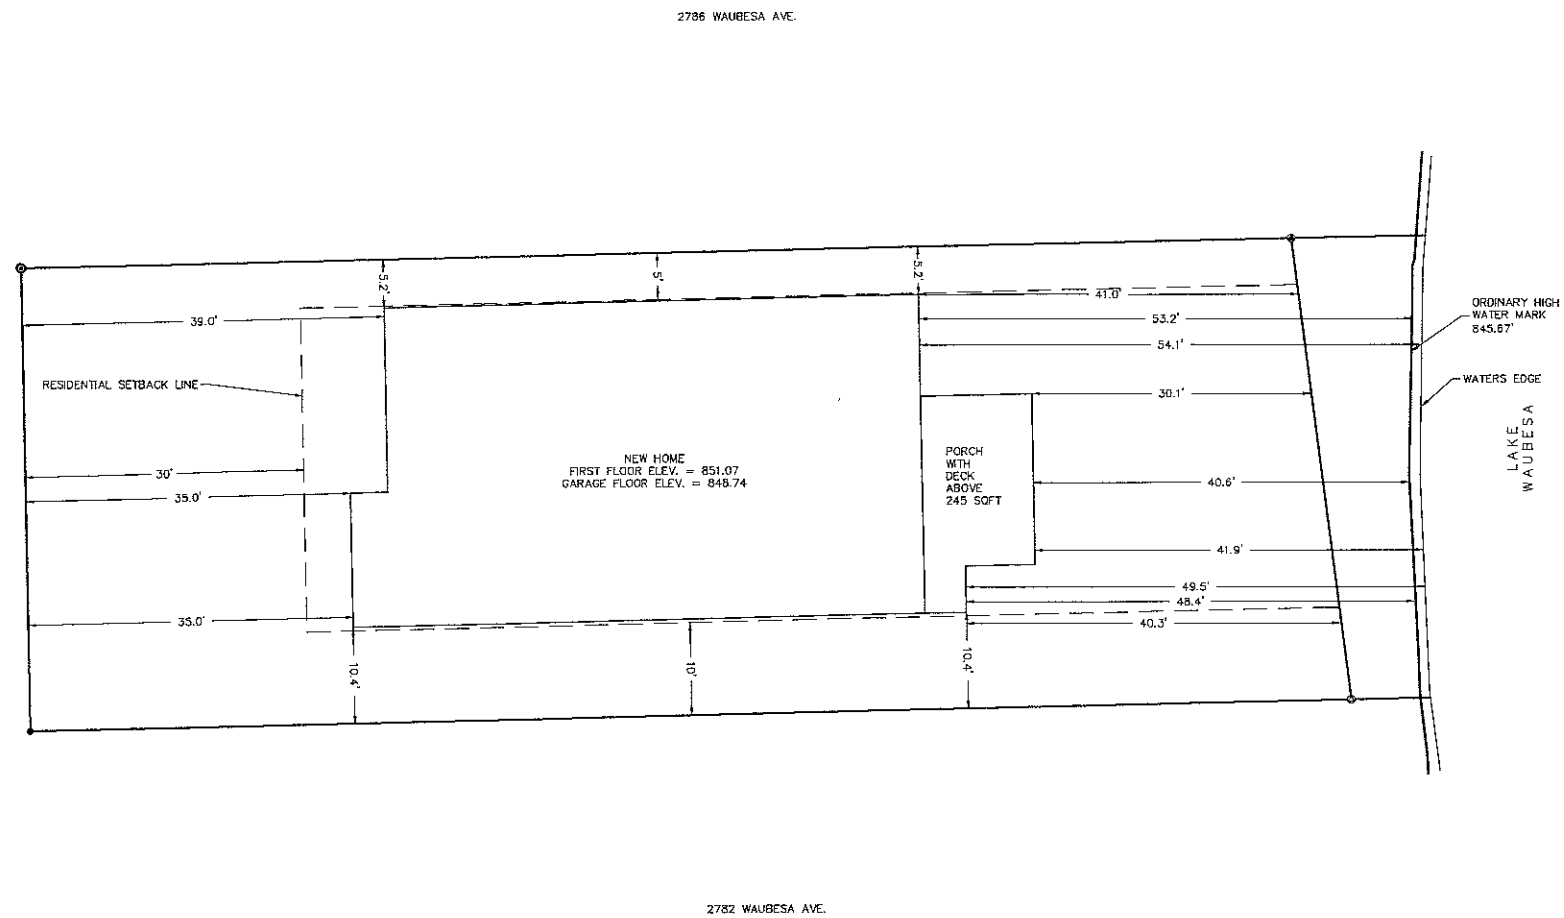 2786 WAUBESA AVE.
5.2'
5'
5.2'
41.0'
39.0'
53.2'
ORDINARY HIGH
WATER MARK
845.67'
54.1'
RESIDENTIAL SETBACK LINE
30.1'
WATERS EDGE
LAKE
WAUBESA
NEW HOME
FIRST FLOOR ELEV. = 851.07
GARAGE FLOOR ELEV. = 848.74
PORCH
WITH
DECK
ABOVE
245 SQFT
30'
35.0'
40.6'
41.9'
49.5'
48.4'
35.0'
40.3'
10.4'
10'
10.4'
2782 WAUBESA AVE.